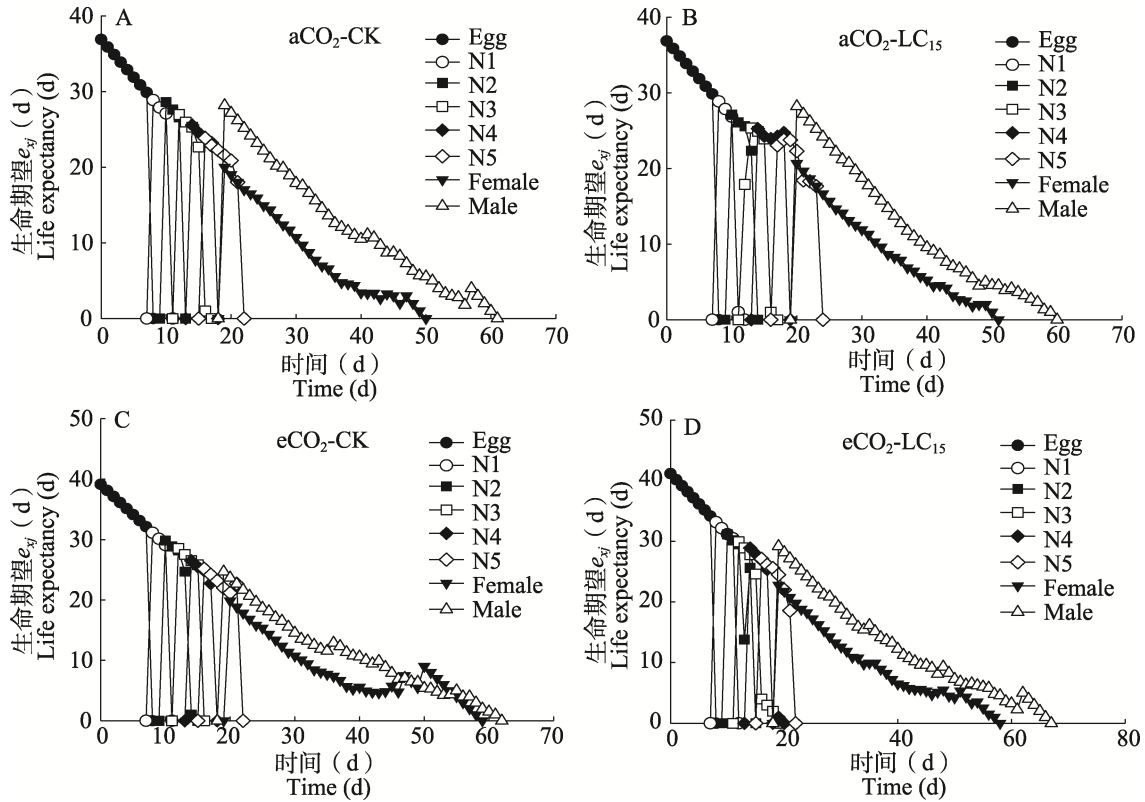 A
aCO₂-CK
40
30
20
10
0
生命期望eₓⱼ（d）
Life expectancy (d)
Egg
N1
N2
N3
N4
N5
Female
Male
0 10 20 30 40 50 60 70
时间（d）
Time (d)
B
aCO₂-LC₁₅
40
30
20
10
0
生命期望eₓⱼ（d）
Life expectancy (d)
Egg
N1
N2
N3
N4
N5
Female
Male
0 10 20 30 40 50 60 70
时间（d）
Time (d)
C
eCO₂-CK
50
40
30
20
10
0
生命期望eₓⱼ（d）
Life expectancy (d)
Egg
N1
N2
N3
N4
N5
Female
Male
0 10 20 30 40 50 60 70
时间（d）
Time (d)
D
eCO₂-LC₁₅
50
40
30
20
10
0
生命期望eₓⱼ（d）
Life expectancy (d)
Egg
N1
N2
N3
N4
N5
Female
Male
0 20 40 60 80
时间（d）
Time (d)